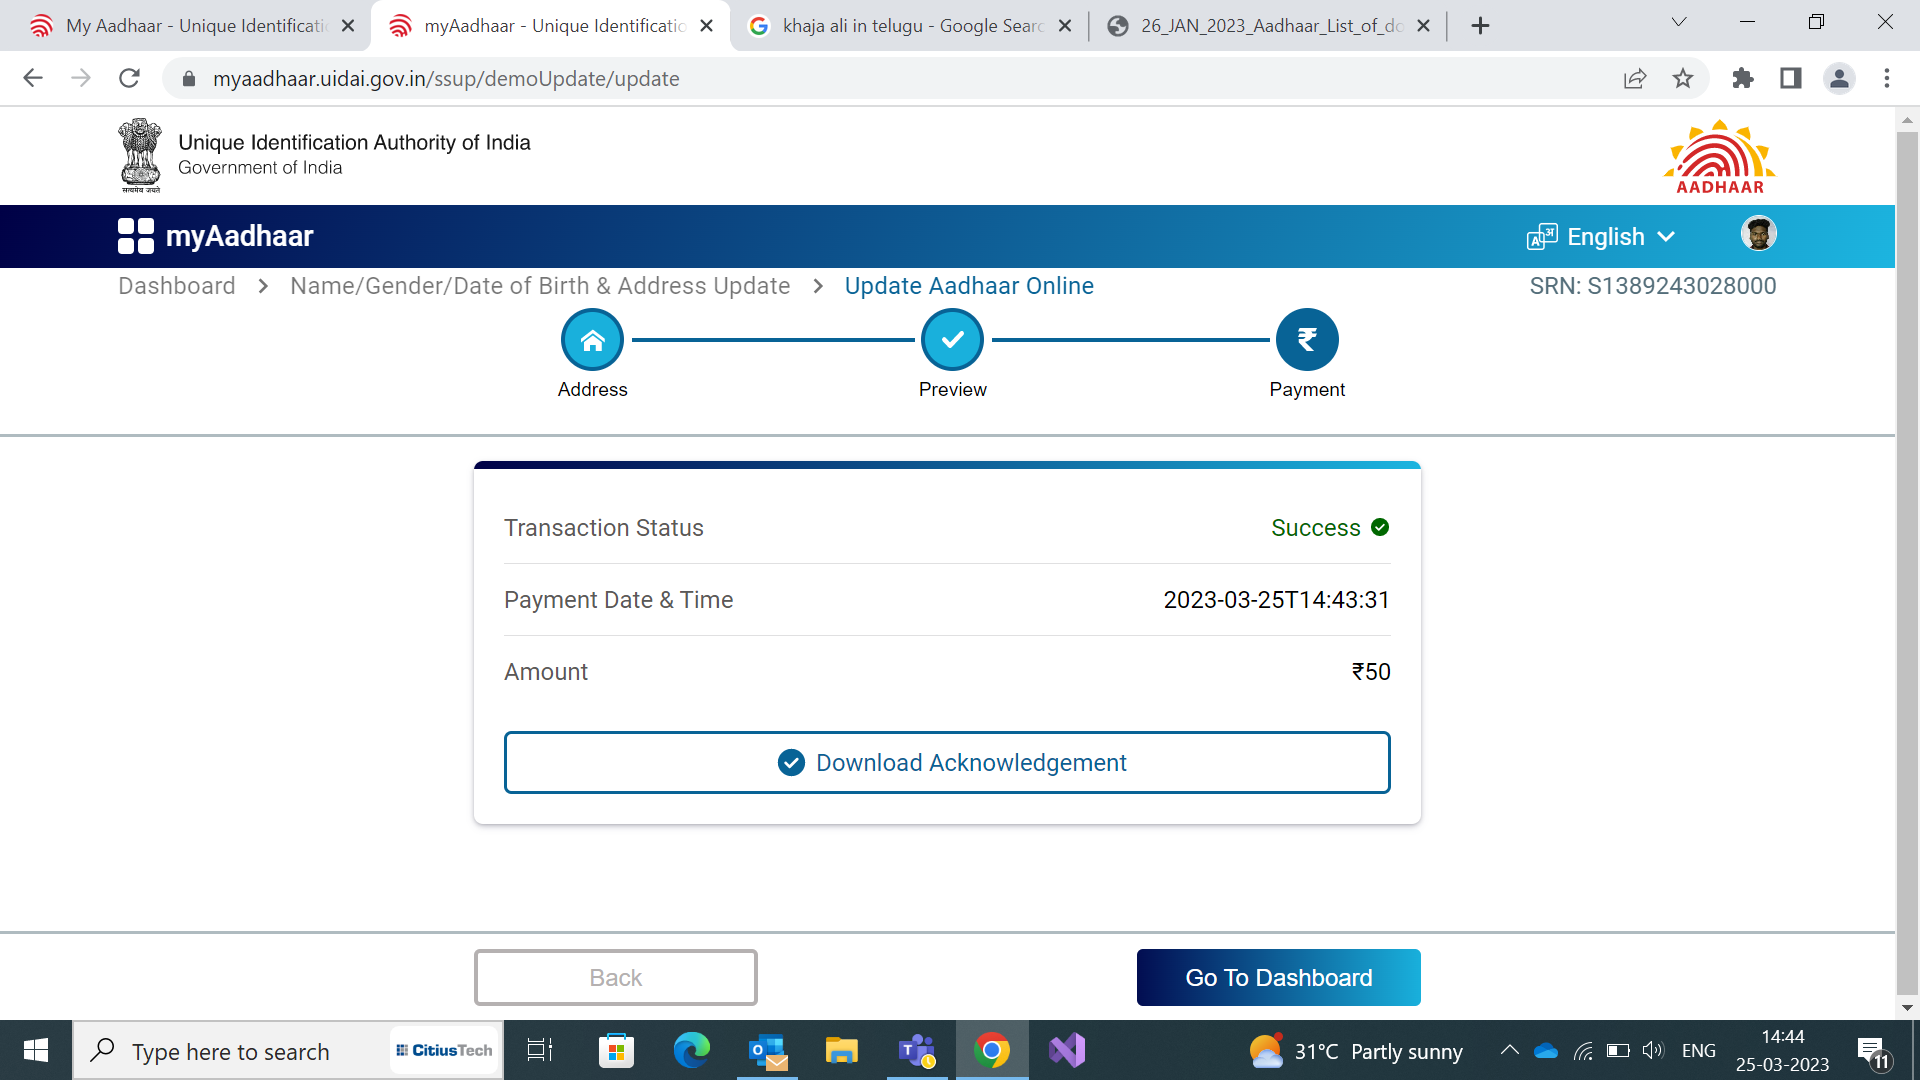 My Aadhaar - Unique Identificati
myAadhaar - Unique Identificatio
khaja ali in telugu - Google Searc
26_JAN_2023_Aadhaar_List_of_do
myaadhaar.uidai.gov.in/ssup/demoUpdate/update
सत्यमेव जयते
Unique Identification Authority of India
Government of India
AADHAAR
myAadhaar
English
Dashboard > Name/Gender/Date of Birth & Address Update > Update Aadhaar Online
SRN: S1389243028000
Address
Preview
₹
Payment
Transaction Status
Success
Payment Date & Time
2023-03-25T14:43:31
Amount
₹50
Download Acknowledgement
Back
Go To Dashboard
Type here to search
CitiusTech
31°C Partly sunny
ENG
14:44
25-03-2023
11